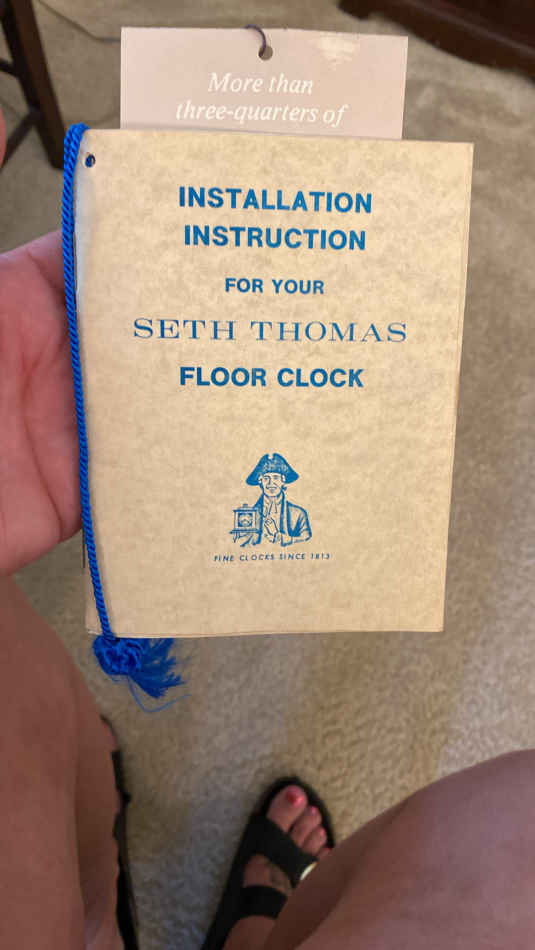 More than
three-quarters of
INSTALLATION
INSTRUCTION
FOR YOUR
SETH THOMAS
FLOOR CLOCK
FINE CLOCKS SINCE 1813